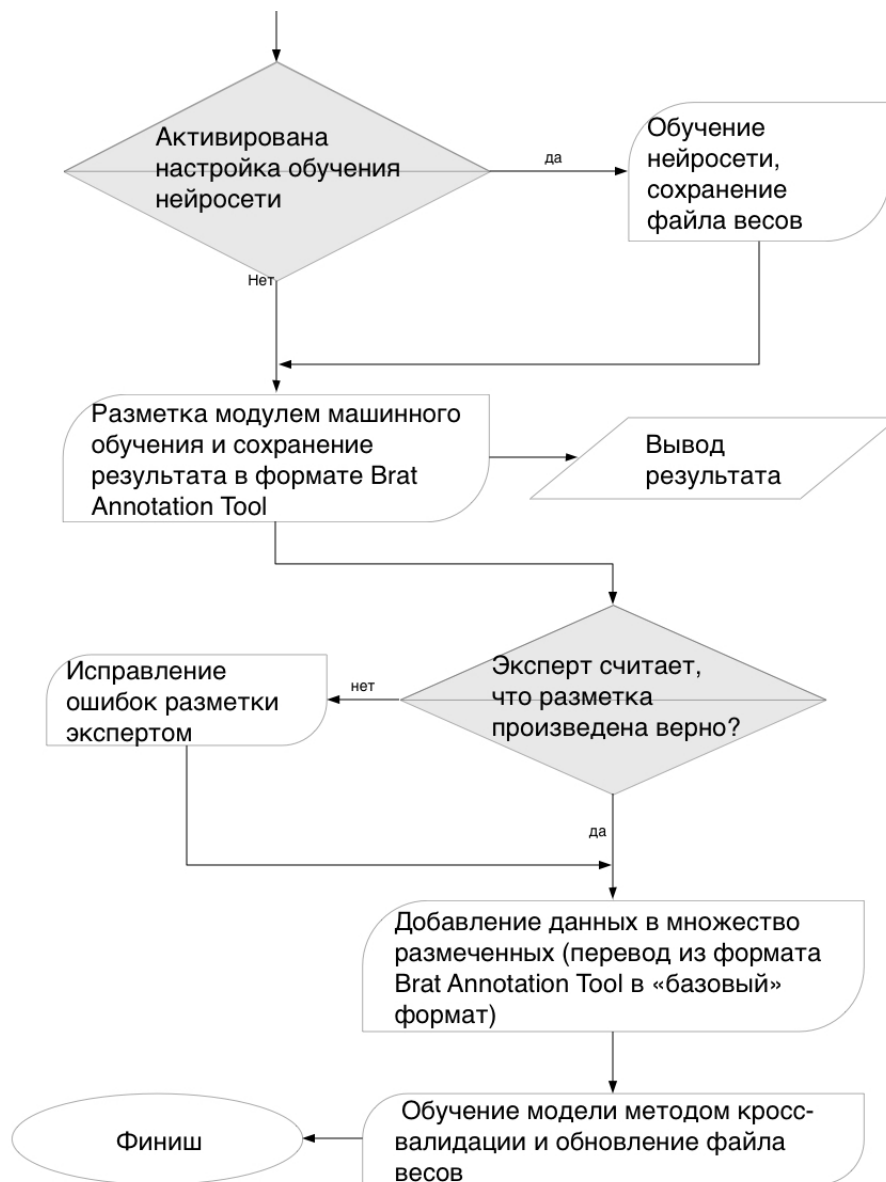 Активирована
настройка обучения
нейросети
да
Обучение
нейросети,
сохранение
файла весов
Нет
Разметка модулем машинного
обучения и сохранение
результата в формате Brat
Annotation Tool
Вывод
результата
Эксперт считает,
что разметка
произведена верно?
нет
Исправление
ошибок разметки
экспертом
да
Добавление данных в множество
размеченных (перевод из формата
Brat Annotation Tool в «базовый»
формат)
Обучение модели методом кросс-
валидации и обновление файла
весов
Финиш